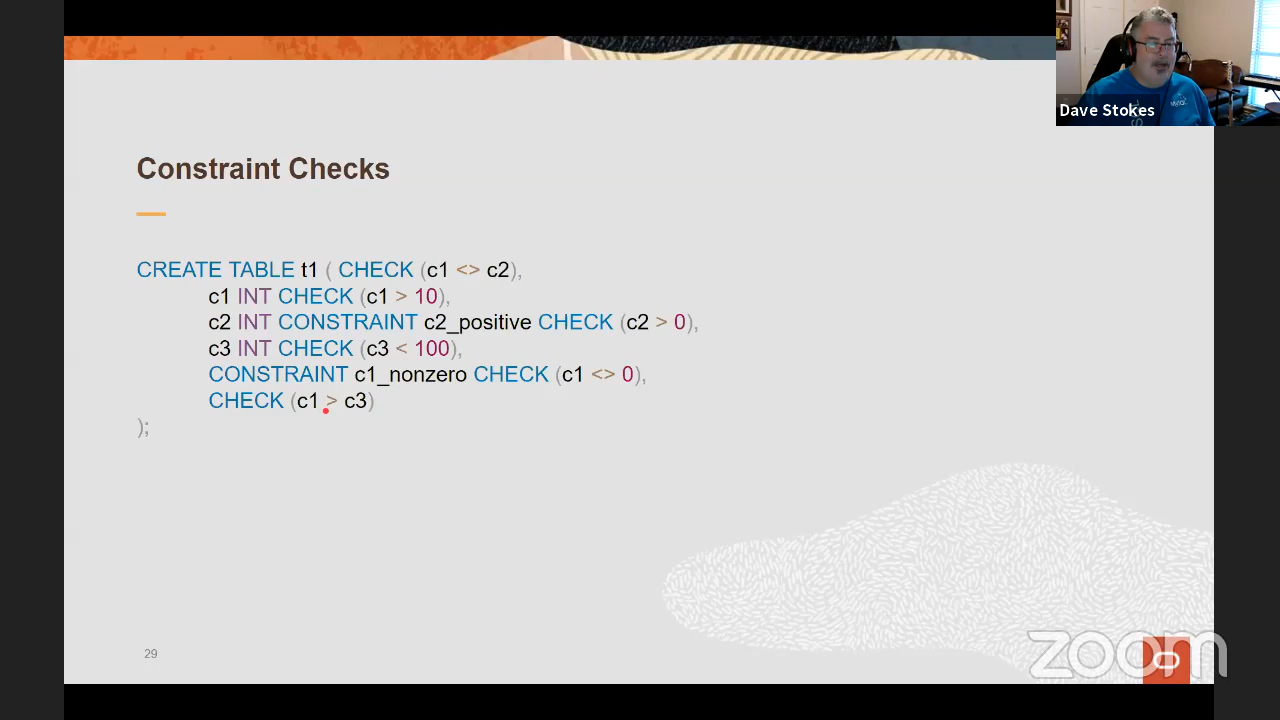 Dave Stokes
Constraint Checks
CREATE TABLE t1 ( CHECK (c1 <> c2),
c1 INT CHECK (c1 > 10),
c2 INT CONSTRAINT c2_positive CHECK (c2 > 0),
c3 INT CHECK (c3 < 100),
CONSTRAINT c1_nonzero CHECK (c1 <> 0),
CHECK (c1 > c3)
);
29
zoom